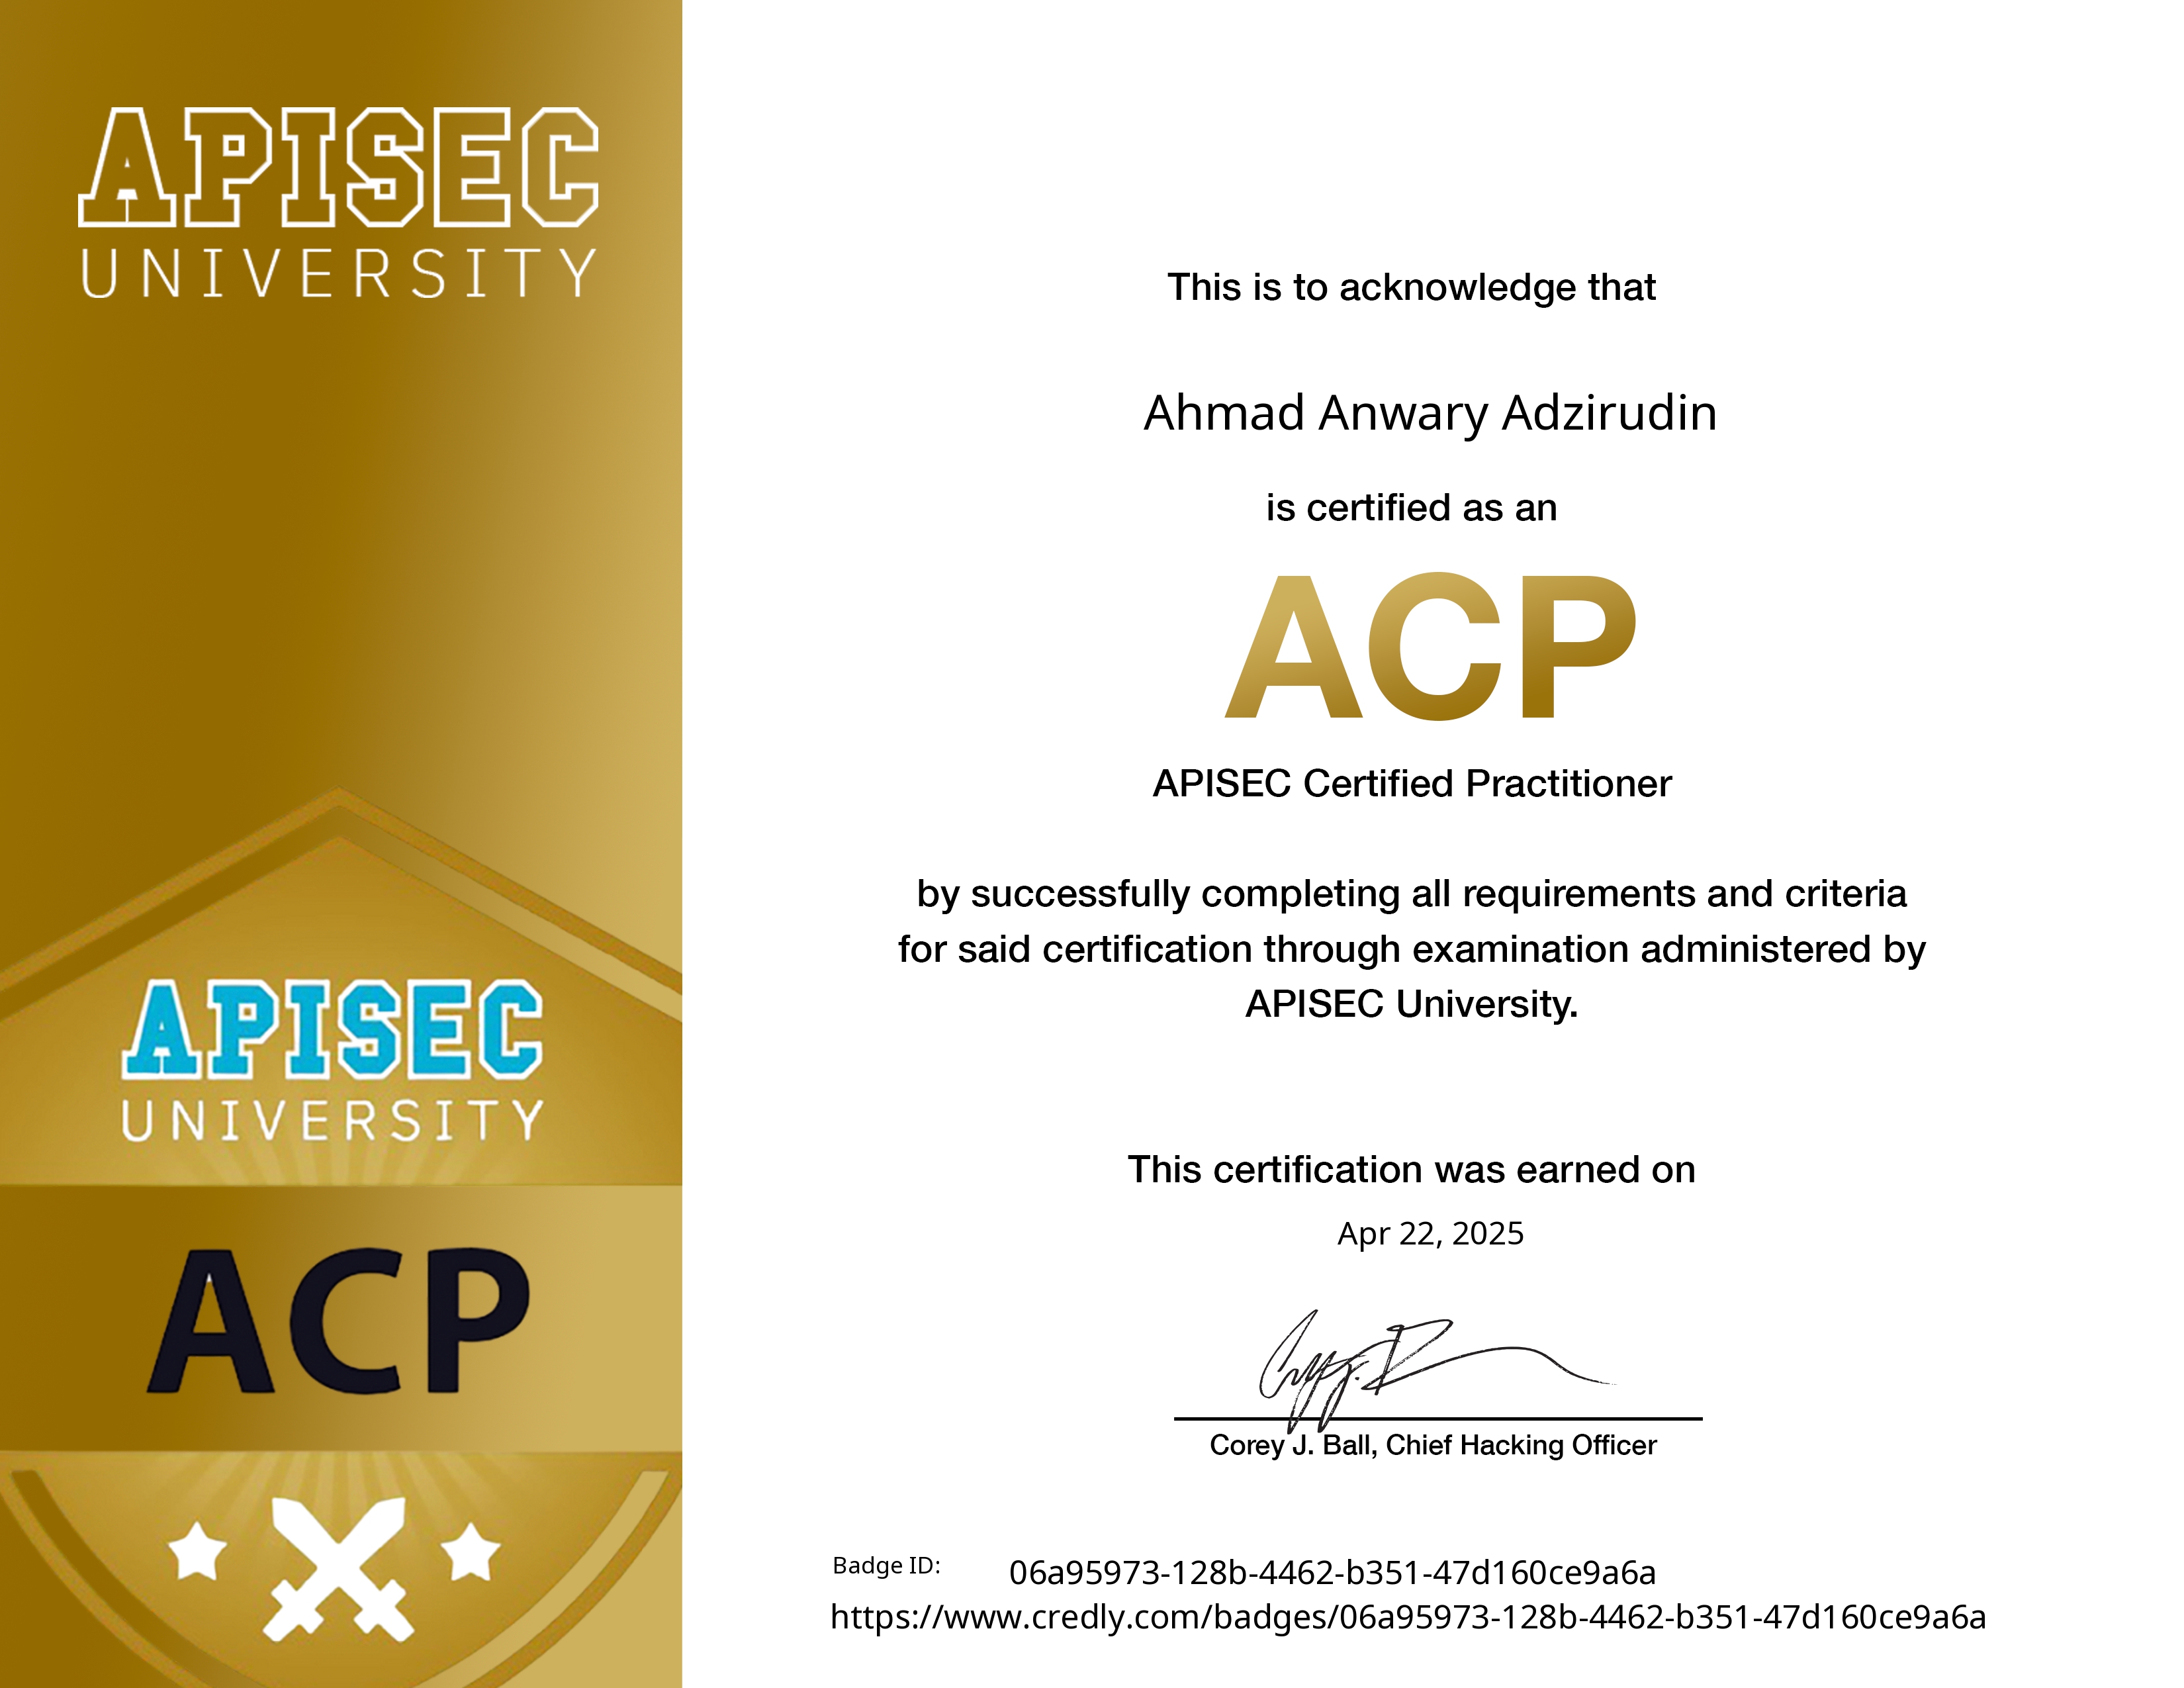 APISEC
UNIVERSITY
This is to acknowledge that
Ahmad Anwary Adzirudin
is certified as an
ACP
APISEC Certified Practitioner
by successfully completing all requirements and criteria
for said certification through examination administered by
APISEC University.
This certification was earned on
Apr 22, 2025
Corey J. Ball, Chief Hacking Officer
Badge ID: 06a95973-128b-4462-b351-47d160ce9a6a
https://www.credly.com/badges/06a95973-128b-4462-b351-47d160ce9a6a
APISEC
UNIVERSITY
ACP